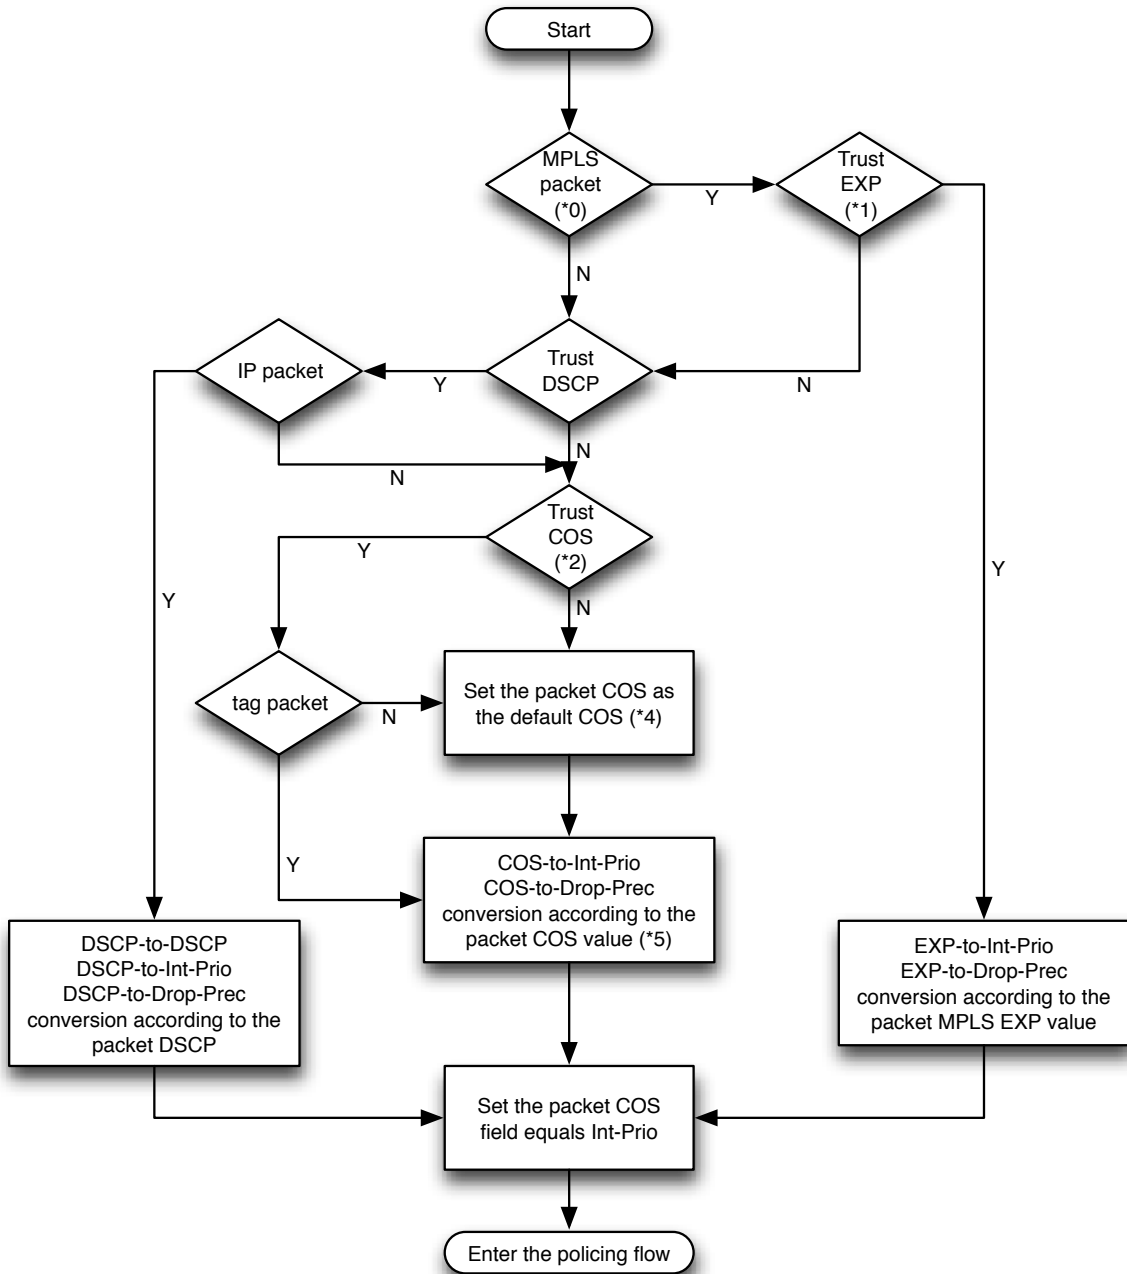 Start
MPLS
packet
(*0)
Y
Trust
EXP
(*1)
N
IP packet
Y
Trust
DSCP
N
N
N
Trust
COS
(*2)
Y
N
Y
Y
tag packet
N
Set the packet COS as
the default COS (*4)
Y
COS-to-Int-Prio
COS-to-Drop-Prec
conversion according to the
packet COS value (*5)
DSCP-to-DSCP
DSCP-to-Int-Prio
DSCP-to-Drop-Prec
conversion according to the
packet DSCP
EXP-to-Int-Prio
EXP-to-Drop-Prec
conversion according to the
packet MPLS EXP value
Set the packet COS
field equals Int-Prio
Enter the policing flow